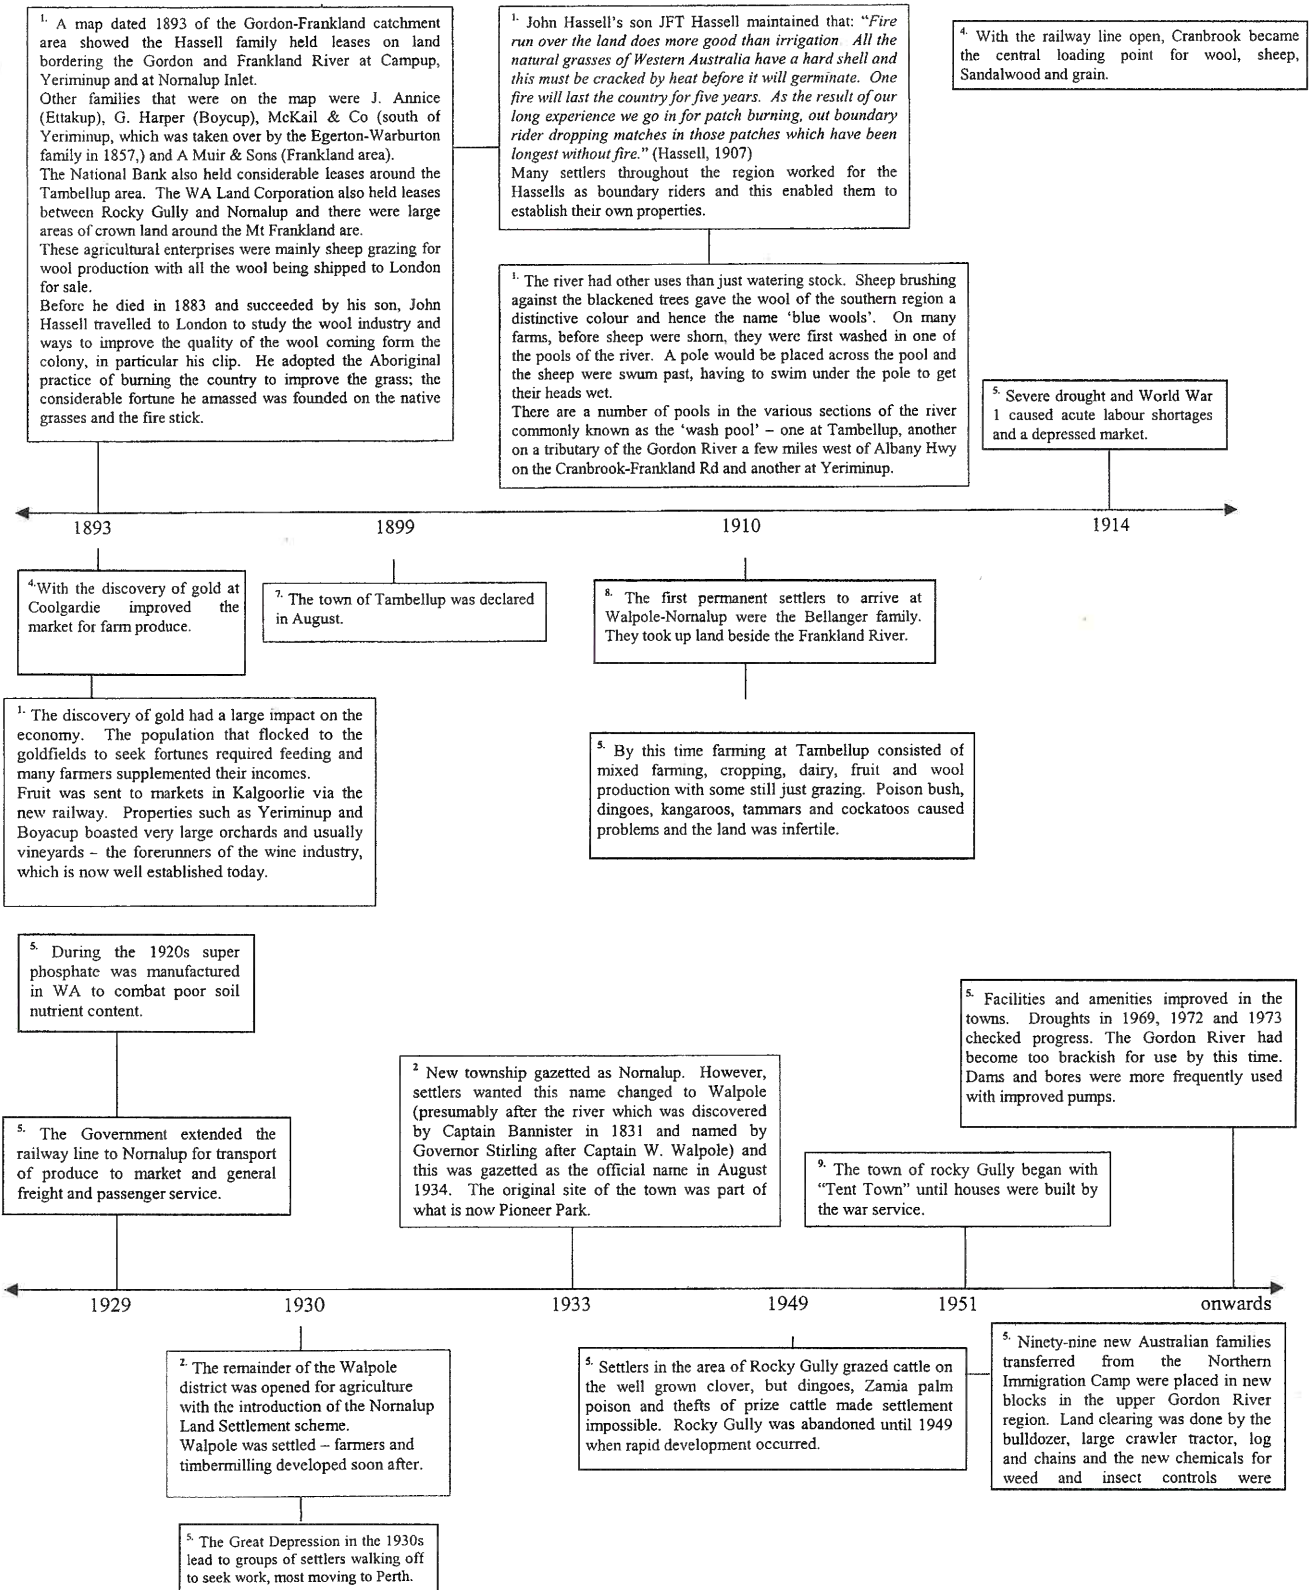 1. A map dated 1893 of the Gordon-Frankland catchment
area showed the Hassell family held leases on land
bordering the Gordon and Frankland River at Campup,
Yeriminup and at Nornalup Inlet.
Other families that were on the map were J. Annice
(Ettakup), G. Harper (Boycup), McKail & Co (south of
Yeriminup, which was taken over by the Egerton-Warburton
family in 1857,) and A Muir & Sons (Frankland area).
The National Bank also held considerable leases around the
Tambellup area. The WA Land Corporation also held leases
between Rocky Gully and Nornalup and there were large
areas of crown land around the Mt Frankland are.
These agricultural enterprises were mainly sheep grazing for
wool production with all the wool being shipped to London
for sale.
Before he died in 1883 and succeeded by his son, John
Hassell travelled to London to study the wool industry and
ways to improve the quality of the wool coming form the
colony, in particular his clip. He adopted the Aboriginal
practice of burning the country to improve the grass; the
considerable fortune he amassed was founded on the native
grasses and the fire stick.
1. John Hassell's son JFT Hassell maintained that: "Fire
run over the land does more good than irrigation. All the
natural grasses of Western Australia have a hard shell and
this must be cracked by heat before it will germinate. One
fire will last the country for five years. As the result of our
long experience we go in for patch burning, out boundary
rider dropping matches in those patches which have been
longest without fire." (Hassell, 1907)
Many settlers throughout the region worked for the
Hassells as boundary riders and this enabled them to
establish their own properties.
4. With the railway line open, Cranbrook became
the central loading point for wool, sheep,
Sandalwood and grain.
1. The river had other uses than just watering stock. Sheep brushing
against the blackened trees gave the wool of the southern region a
distinctive colour and hence the name 'blue wools'. On many
farms, before sheep were shorn, they were first washed in one of
the pools of the river. A pole would be placed across the pool and
the sheep were swum past, having to swim under the pole to get
their heads wet.
There are a number of pools in the various sections of the river
commonly known as the 'wash pool' – one at Tambellup, another
on a tributary of the Gordon River a few miles west of Albany Hwy
on the Cranbrook-Frankland Rd and another at Yeriminup.
5. Severe drought and World War
1 caused acute labour shortages
and a depressed market.
1893 1899 1910 1914
4. With the discovery of gold at
Coolgardie improved the
market for farm produce.
7. The town of Tambellup was declared
in August.
8. The first permanent settlers to arrive at
Walpole-Nornalup were the Bellanger family.
They took up land beside the Frankland River.
1. The discovery of gold had a large impact on the
economy. The population that flocked to the
goldfields to seek fortunes required feeding and
many farmers supplemented their incomes.
Fruit was sent to markets in Kalgoorlie via the
new railway. Properties such as Yeriminup and
Boyacup boasted very large orchards and usually
vineyards – the forerunners of the wine industry,
which is now well established today.
5. By this time farming at Tambellup consisted of
mixed farming, cropping, dairy, fruit and wool
production with some still just grazing. Poison bush,
dingoes, kangaroos, tammars and cockatoos caused
problems and the land was infertile.
5. During the 1920s super
phosphate was manufactured
in WA to combat poor soil
nutrient content.
5. The Government extended the
railway line to Nornalup for transport
of produce to market and general
freight and passenger service.
2 New township gazetted as Nornalup. However,
settlers wanted this name changed to Walpole
(presumably after the river which was discovered
by Captain Bannister in 1831 and named by
Governor Stirling after Captain W. Walpole) and
this was gazetted as the official name in August
1934. The original site of the town was part of
what is now Pioneer Park.
9. The town of rocky Gully began with
"Tent Town" until houses were built by
the war service.
5. Facilities and amenities improved in the
towns. Droughts in 1969, 1972 and 1973
checked progress. The Gordon River had
become too brackish for use by this time.
Dams and bores were more frequently used
with improved pumps.
1929 1930 1933 1949 1951 onwards
2. The remainder of the Walpole
district was opened for agriculture
with the introduction of the Nornalup
Land Settlement scheme.
Walpole was settled – farmers and
timbermilling developed soon after.
5. The Great Depression in the 1930s
lead to groups of settlers walking off
to seek work, most moving to Perth.
5. Settlers in the area of Rocky Gully grazed cattle on
the well grown clover, but dingoes, Zamia palm
poison and thefts of prize cattle made settlement
impossible. Rocky Gully was abandoned until 1949
when rapid development occurred.
5. Ninety-nine new Australian families
transferred from the Northern
Immigration Camp were placed in new
blocks in the upper Gordon River
region. Land clearing was done by the
bulldozer, large crawler tractor, log
and chains and the new chemicals for
weed and insect controls were